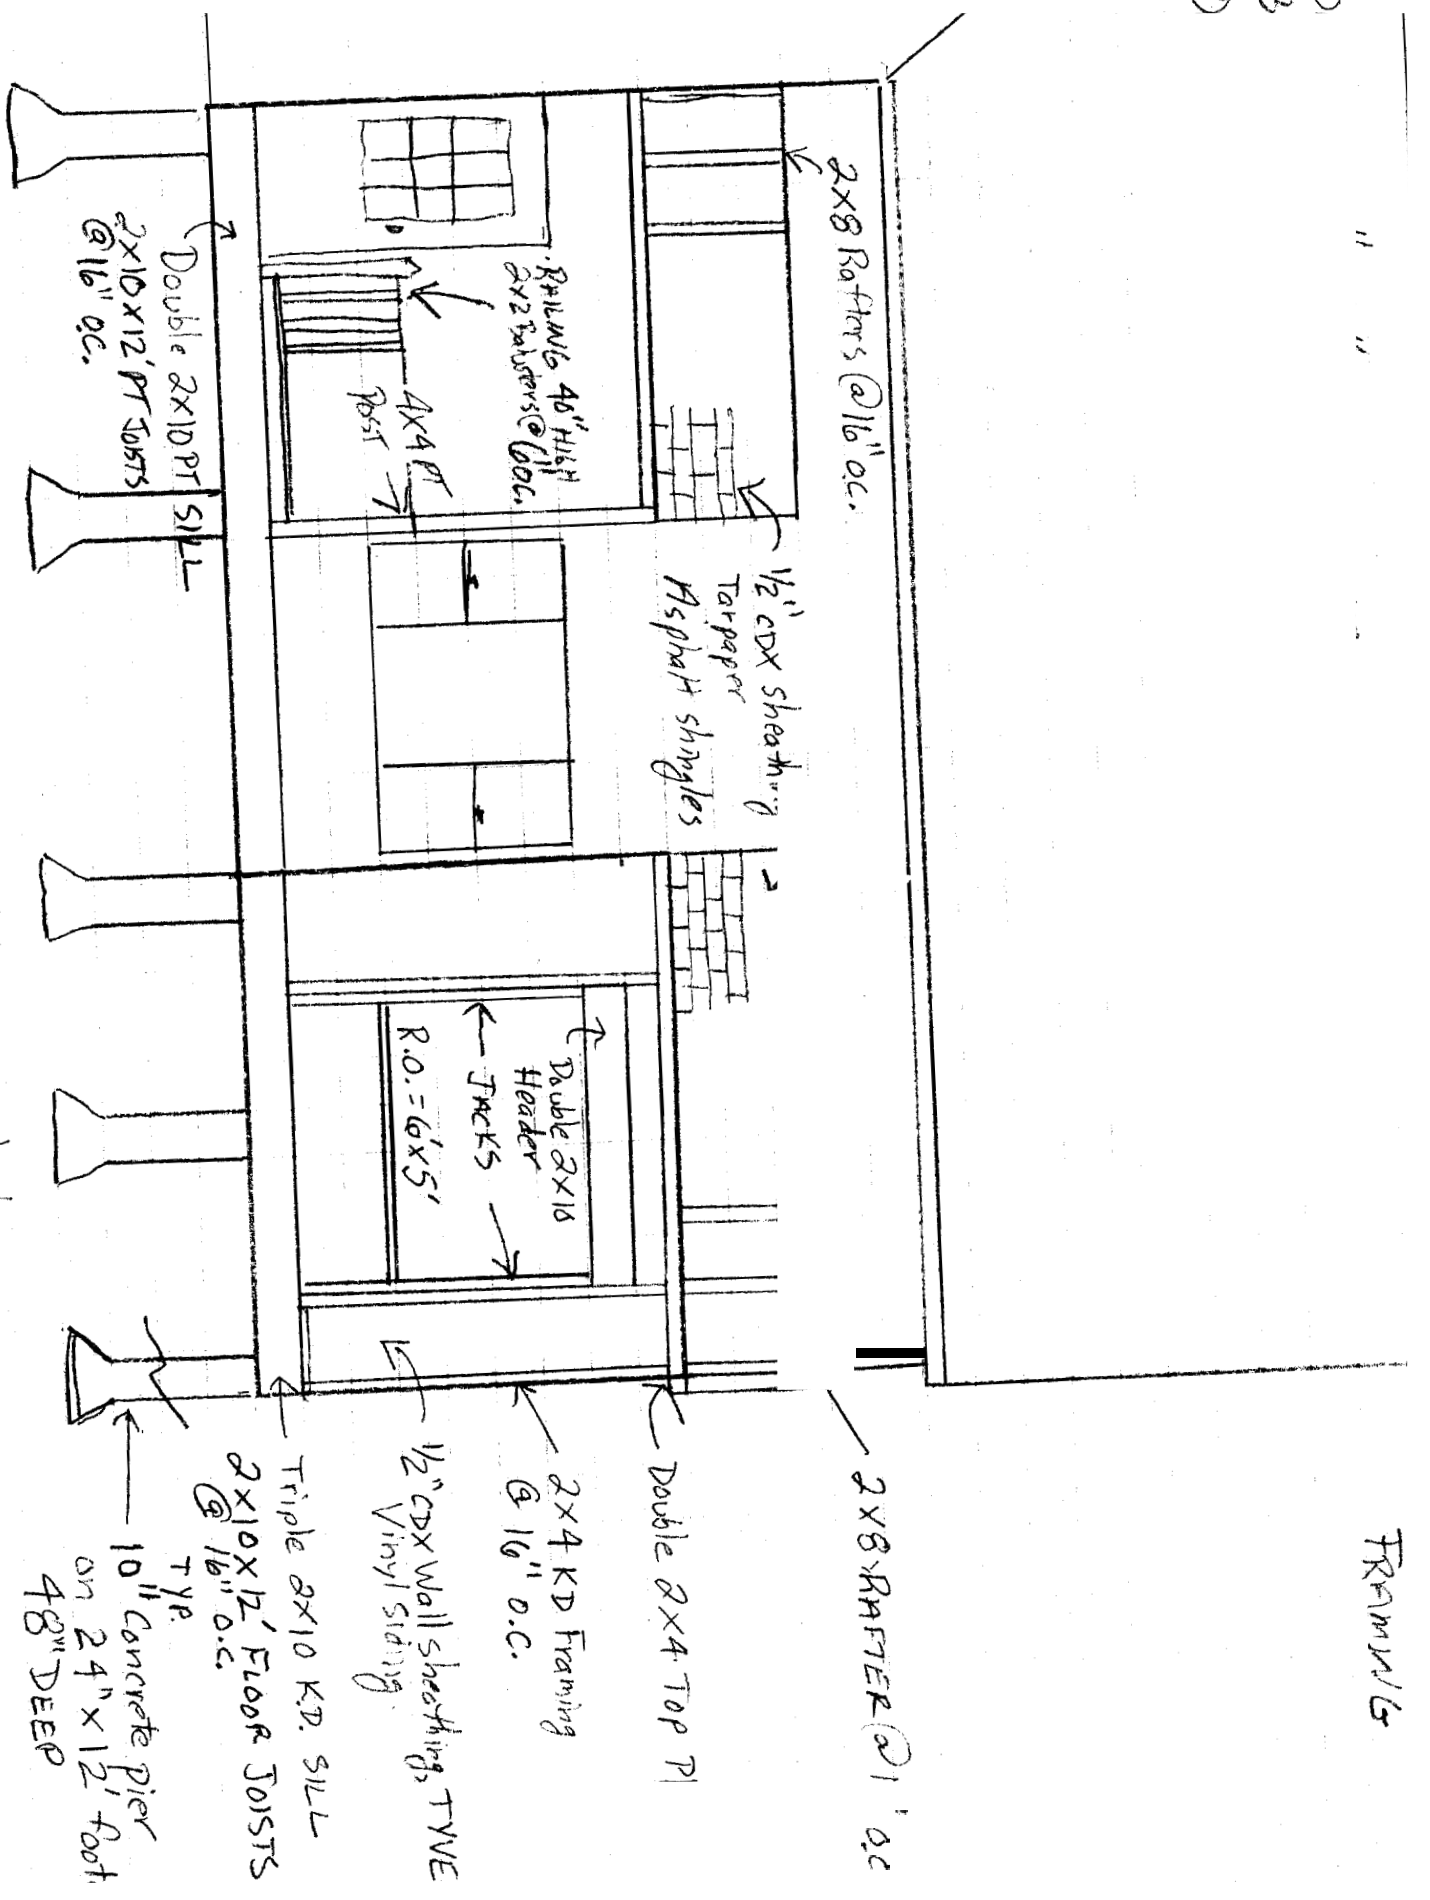 FRAMING
2x8 Rafters @ 16" o.c.
1/2" CDX sheathing
Tarpaper
Asphalt shingles
RAILING 40" HIGH
2x2 Balusters @ 6" o.c.
4x4 PT
POST
Double 2x10 PT SILL
2x10x12' PT JOISTS
@ 16" o.c.
Double 2x10
Header
JACKS
R.O. = 6'x5'
2x8 RAFTER @ 1 " o.c
Double 2x4 TOP Pl
2x4 KD Framing
@ 16" o.c.
1/2" CDX Wall sheathing, TYVE
Vinyl Siding
Triple 2x10 K.D. SILL
2x10x12' FLOOR JOISTS
@ 16" o.c.
TYP.
10" Concrete pier
on 24" x 12' foot
48" DEEP